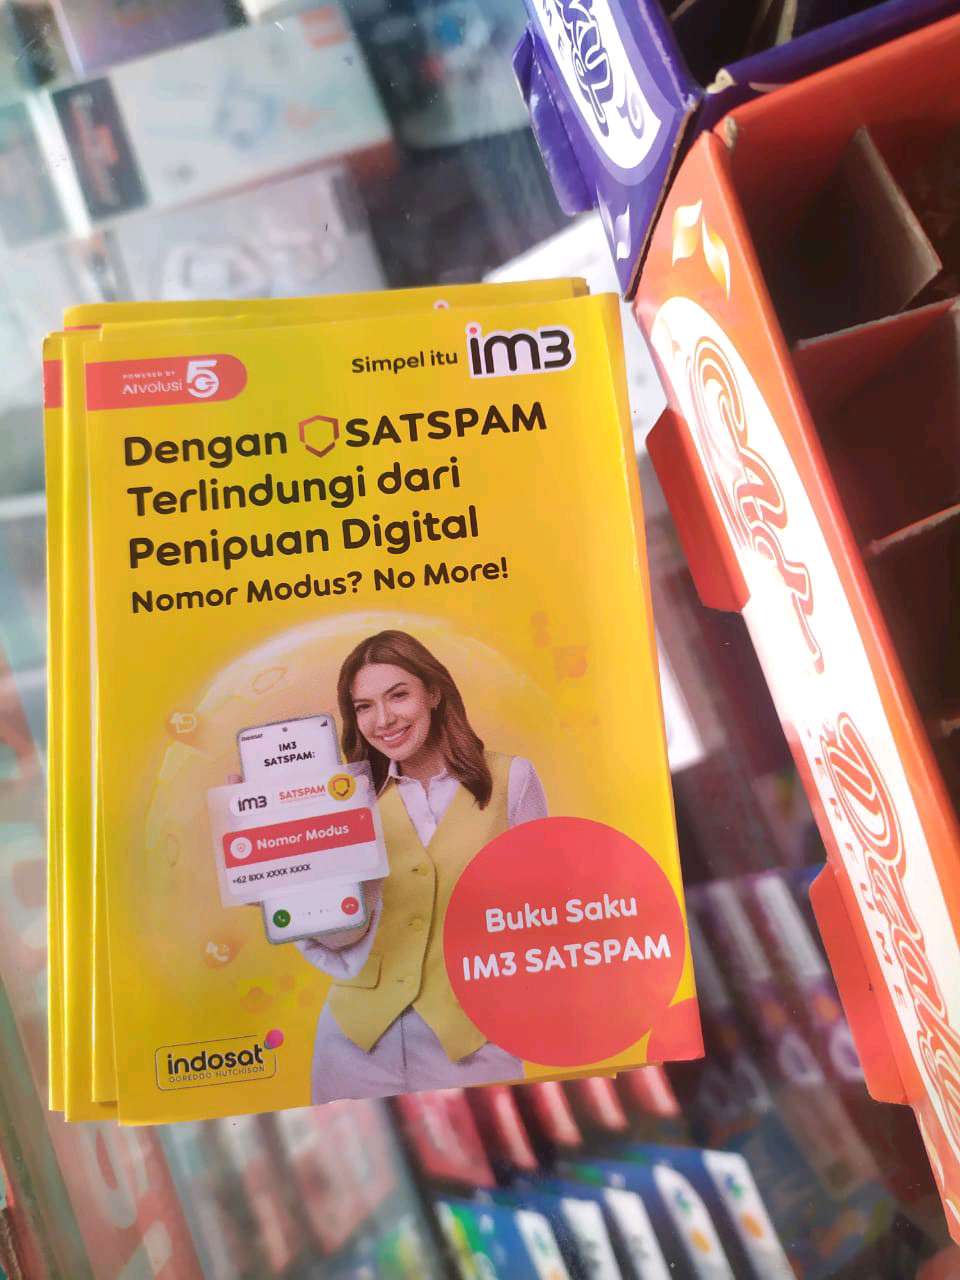 POWERED BY
AIvolusi 5G
Simpel itu im3
Dengan SATSPAM
Terlindungi dari
Penipuan Digital
Nomor Modus? No More!
indosat
IM3
SATSPAM:
im3 SATSPAM
Nomor Modus
+62 8XX XXXX XXXX
Buku Saku
IM3 SATSPAM
indosat
OOREDOO HUTCHISON